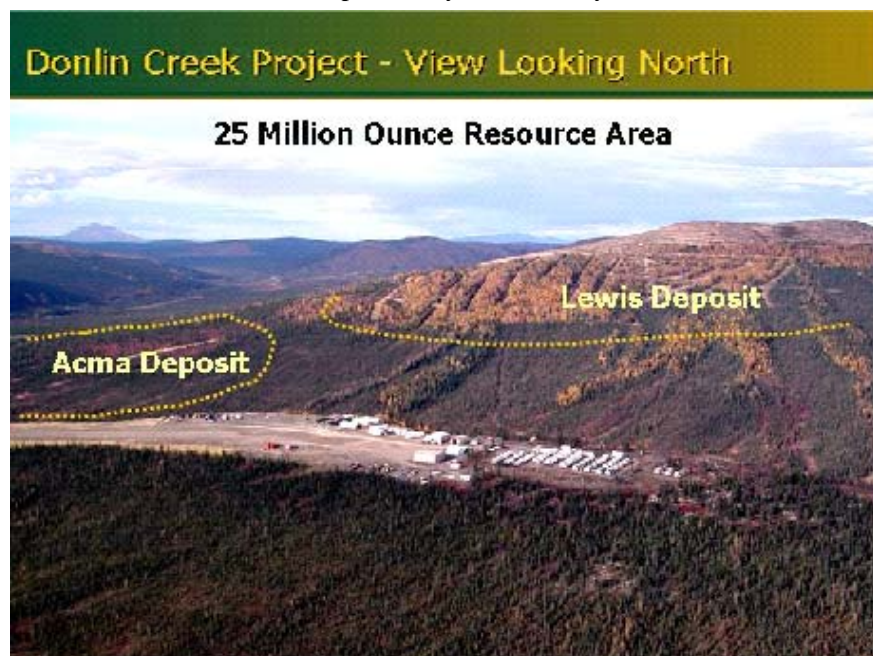 Donlin Creek Project - View Looking North
25 Million Ounce Resource Area
Lewis Deposit
Acma Deposit